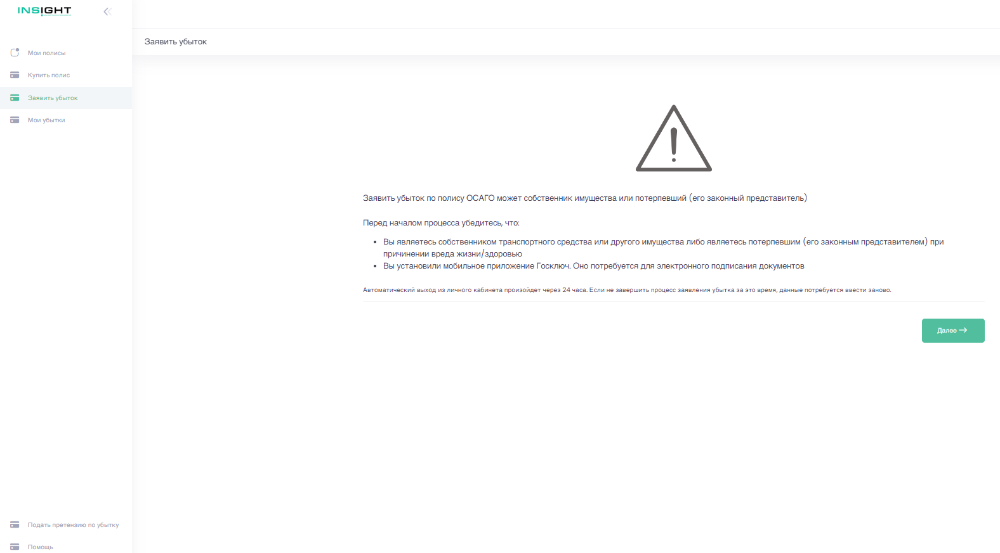 INSIGHT
Мои полисы
Купить полис
Заявить убыток
Мои убытки
Подать претензию по убытку
Помощь
Заявить убыток
Заявить убыток по полису ОСАГО может собственник имущества или потерпевший (его законный представитель)
Перед началом процесса убедитесь, что:
• Вы являетесь собственником транспортного средства или другого имущества либо являетесь потерпевшим (его законным представителем) при
причинении вреда жизни/здоровью
• Вы установили мобильное приложение Госключ. Оно потребуется для электронного подписания документов
Автоматический выход из личного кабинета произойдет через 24 часа. Если не завершить процесс заявления убытка за это время, данные потребуется ввести заново.
Далее →